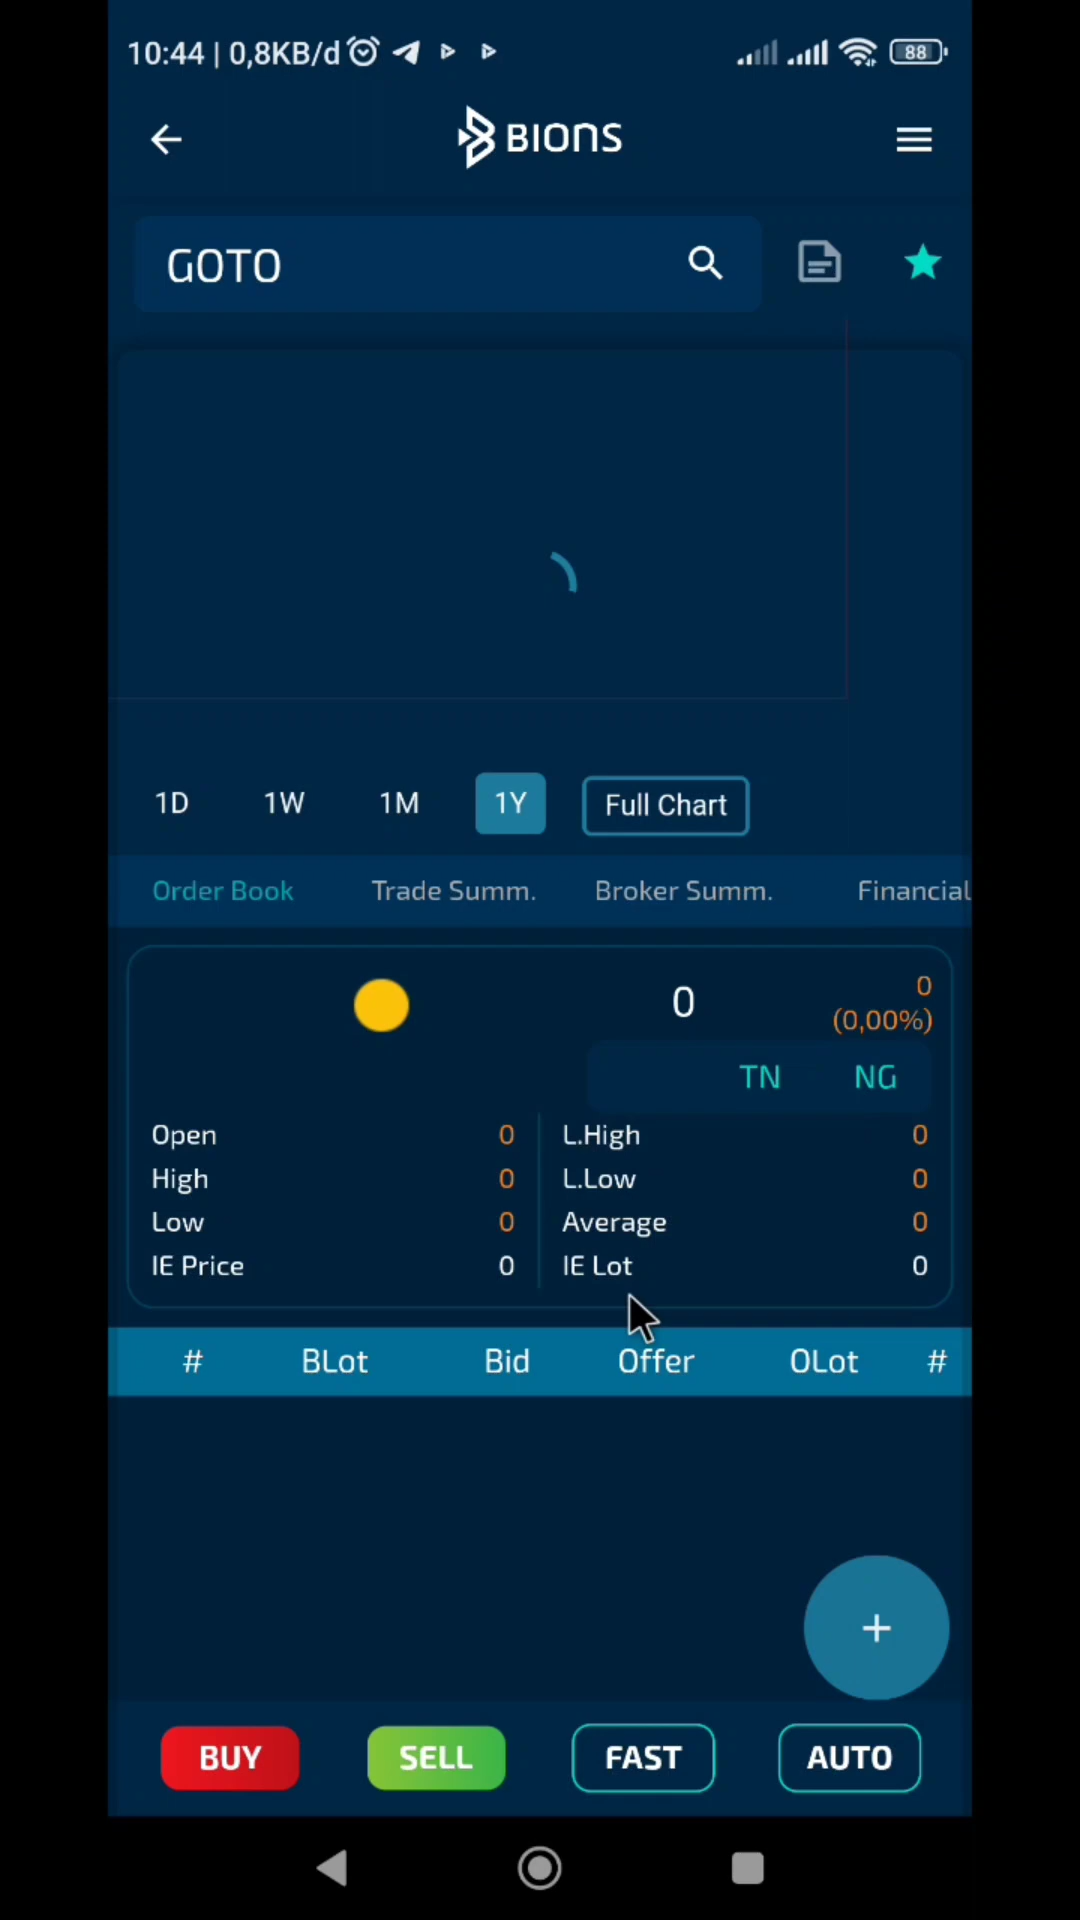 10:44 | 0,8KB/d 88
BIONS
GOTO
1D 1W 1M 1Y Full Chart
Order Book Trade Summ. Broker Summ. Financial
0 0
(0,00%)
TN NG
Open 0 L.High 0
High 0 L.Low 0
Low 0 Average 0
IE Price 0 IE Lot 0
# BLot Bid Offer OLot #
+
BUY SELL FAST AUTO